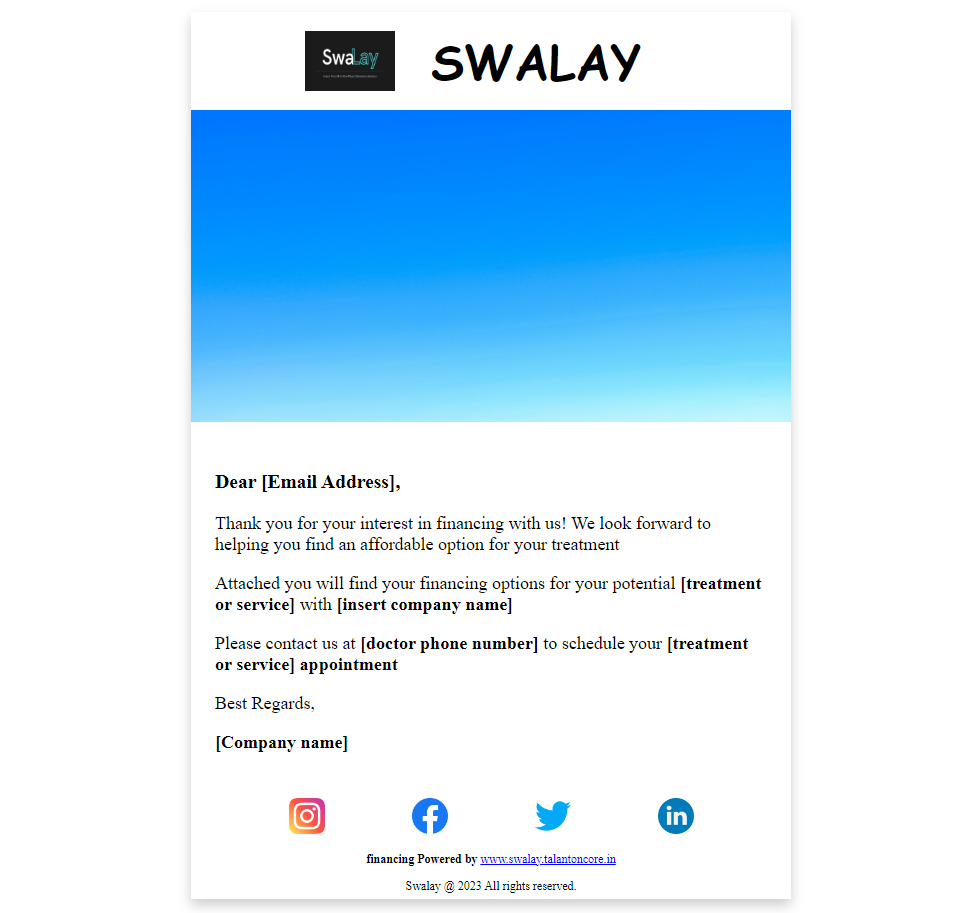 SwaLay
SWALAY
Dear [Email Address],
Thank you for your interest in financing with us! We look forward to
helping you find an affordable option for your treatment
Attached you will find your financing options for your potential [treatment
or service] with [insert company name]
Please contact us at [doctor phone number] to schedule your [treatment
or service] appointment
Best Regards,
[Company name]
in
financing Powered by www.swalay.talantoncore.in
Swalay @ 2023 All rights reserved.